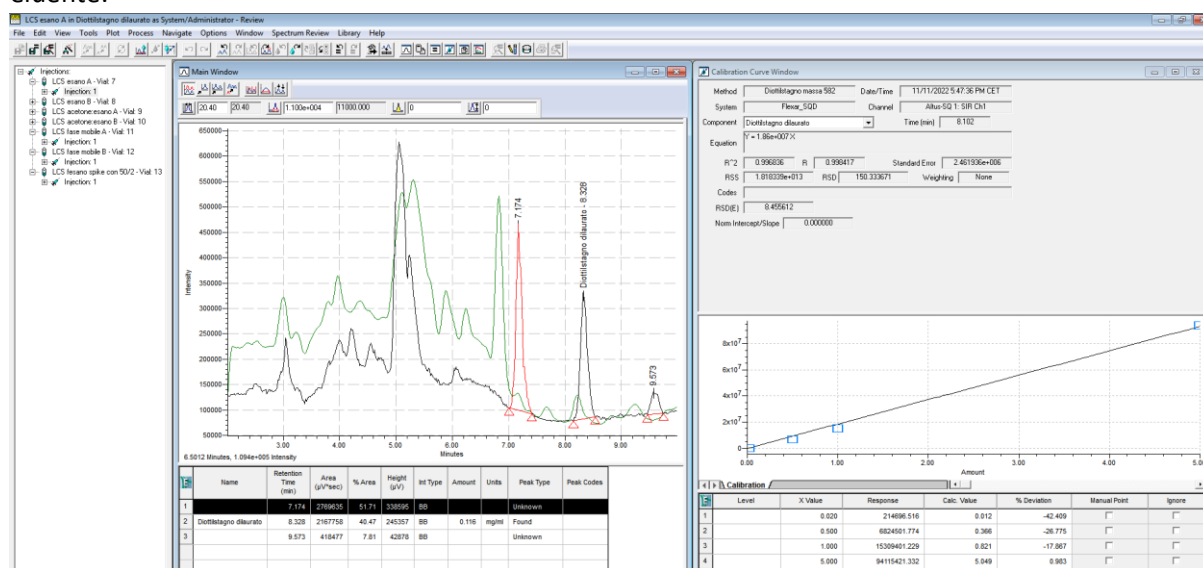 eluente.
LCS esano A in Diottilstagno dilaurato as System/Administrator - Review
File Edit View Tools Plot Process Navigate Options Window Spectrum Review Library Help
Injections:
LCS esano A - Vial: 7
Injection: 1
LCS esano B - Vial: 8
LCS acetone:esano A - Vial: 9
LCS acetone:esano B - Vial: 10
LCS fase mobile A - Vial: 11
Injection: 1
LCS fase mobile B - Vial: 12
Injection: 1
LCS fesano spike con 50/2 - Vial: 13
Injection: 1
Main Window
20.40 20.40 1.100e+004 11000.000 0 0
650000
600000
550000
500000
450000
400000
350000
300000
250000
200000
150000
100000
50000
Intensity
7.174
Diottilstagno dilaurato - 8.328
9.573
3.00 4.00 5.00 6.00 7.00 8.00 9.00
Minutes
6.5012 Minutes, 1.094e+005 Intensity
Name Retention Time (min) Area (µV*sec) % Area Height (µV) Int Type Amount Units Peak Type Peak Codes
1 7.174 2769635 51.71 338595 BB Unknown
2 Diottilstagno dilaurato 8.328 2167758 40.47 245357 BB 0.116 mg/ml Found
3 9.573 418477 7.81 42878 BB Unknown
Calibration Curve Window
Method Diottilstagno massa 582 Date/Time 11/11/2022 5:47:36 PM CET
System Flexar_SQD Channel Altus-SQ 1: SIR Ch1
Component Diottilstagno dilaurato Time (min) 8.102
Equation Y = 1.86e+007 X
R^2 0.996836 R 0.998417 Standard Error 2.461936e+006
RSS 1.818339e+013 RSD 150.333671 Weighting None
Codes
RSD(E) 8.455612
Norm Intercept/Slope 0.000000
8x10^7
6x10^7
4x10^7
2x10^7
0
0.00 1.00 2.00 3.00 4.00 5.0
Amount
Calibration
Level X Value Response Calc. Value % Deviation Manual Point Ignore
1 0.020 214696.516 0.012 -42.409
2 0.500 6824501.774 0.366 -26.775
3 1.000 15309401.229 0.821 -17.867
4 5.000 94115421.332 5.049 0.983